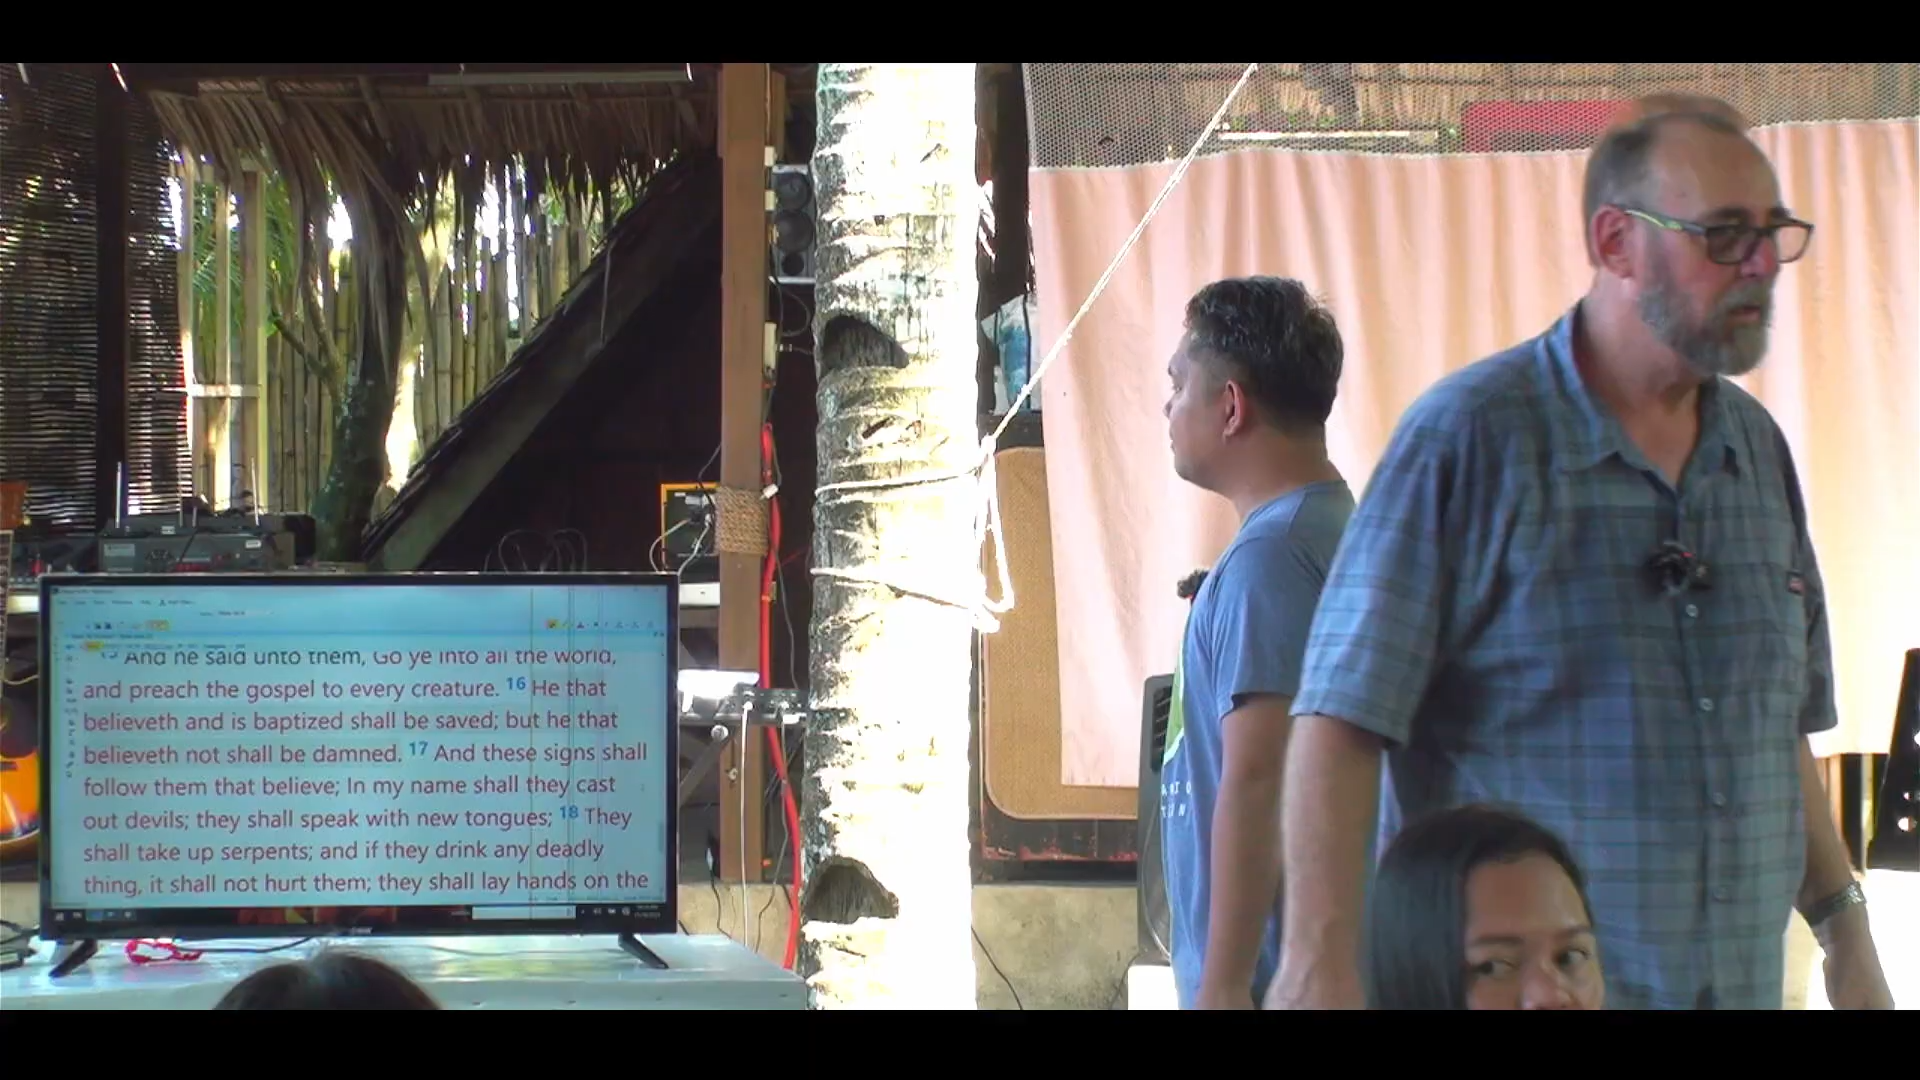 15 And he said unto them, Go ye into all the world,
and preach the gospel to every creature. 16 He that
believeth and is baptized shall be saved; but he that
believeth not shall be damned. 17 And these signs shall
follow them that believe; In my name shall they cast
out devils; they shall speak with new tongues; 18 They
shall take up serpents; and if they drink any deadly
thing, it shall not hurt them; they shall lay hands on the